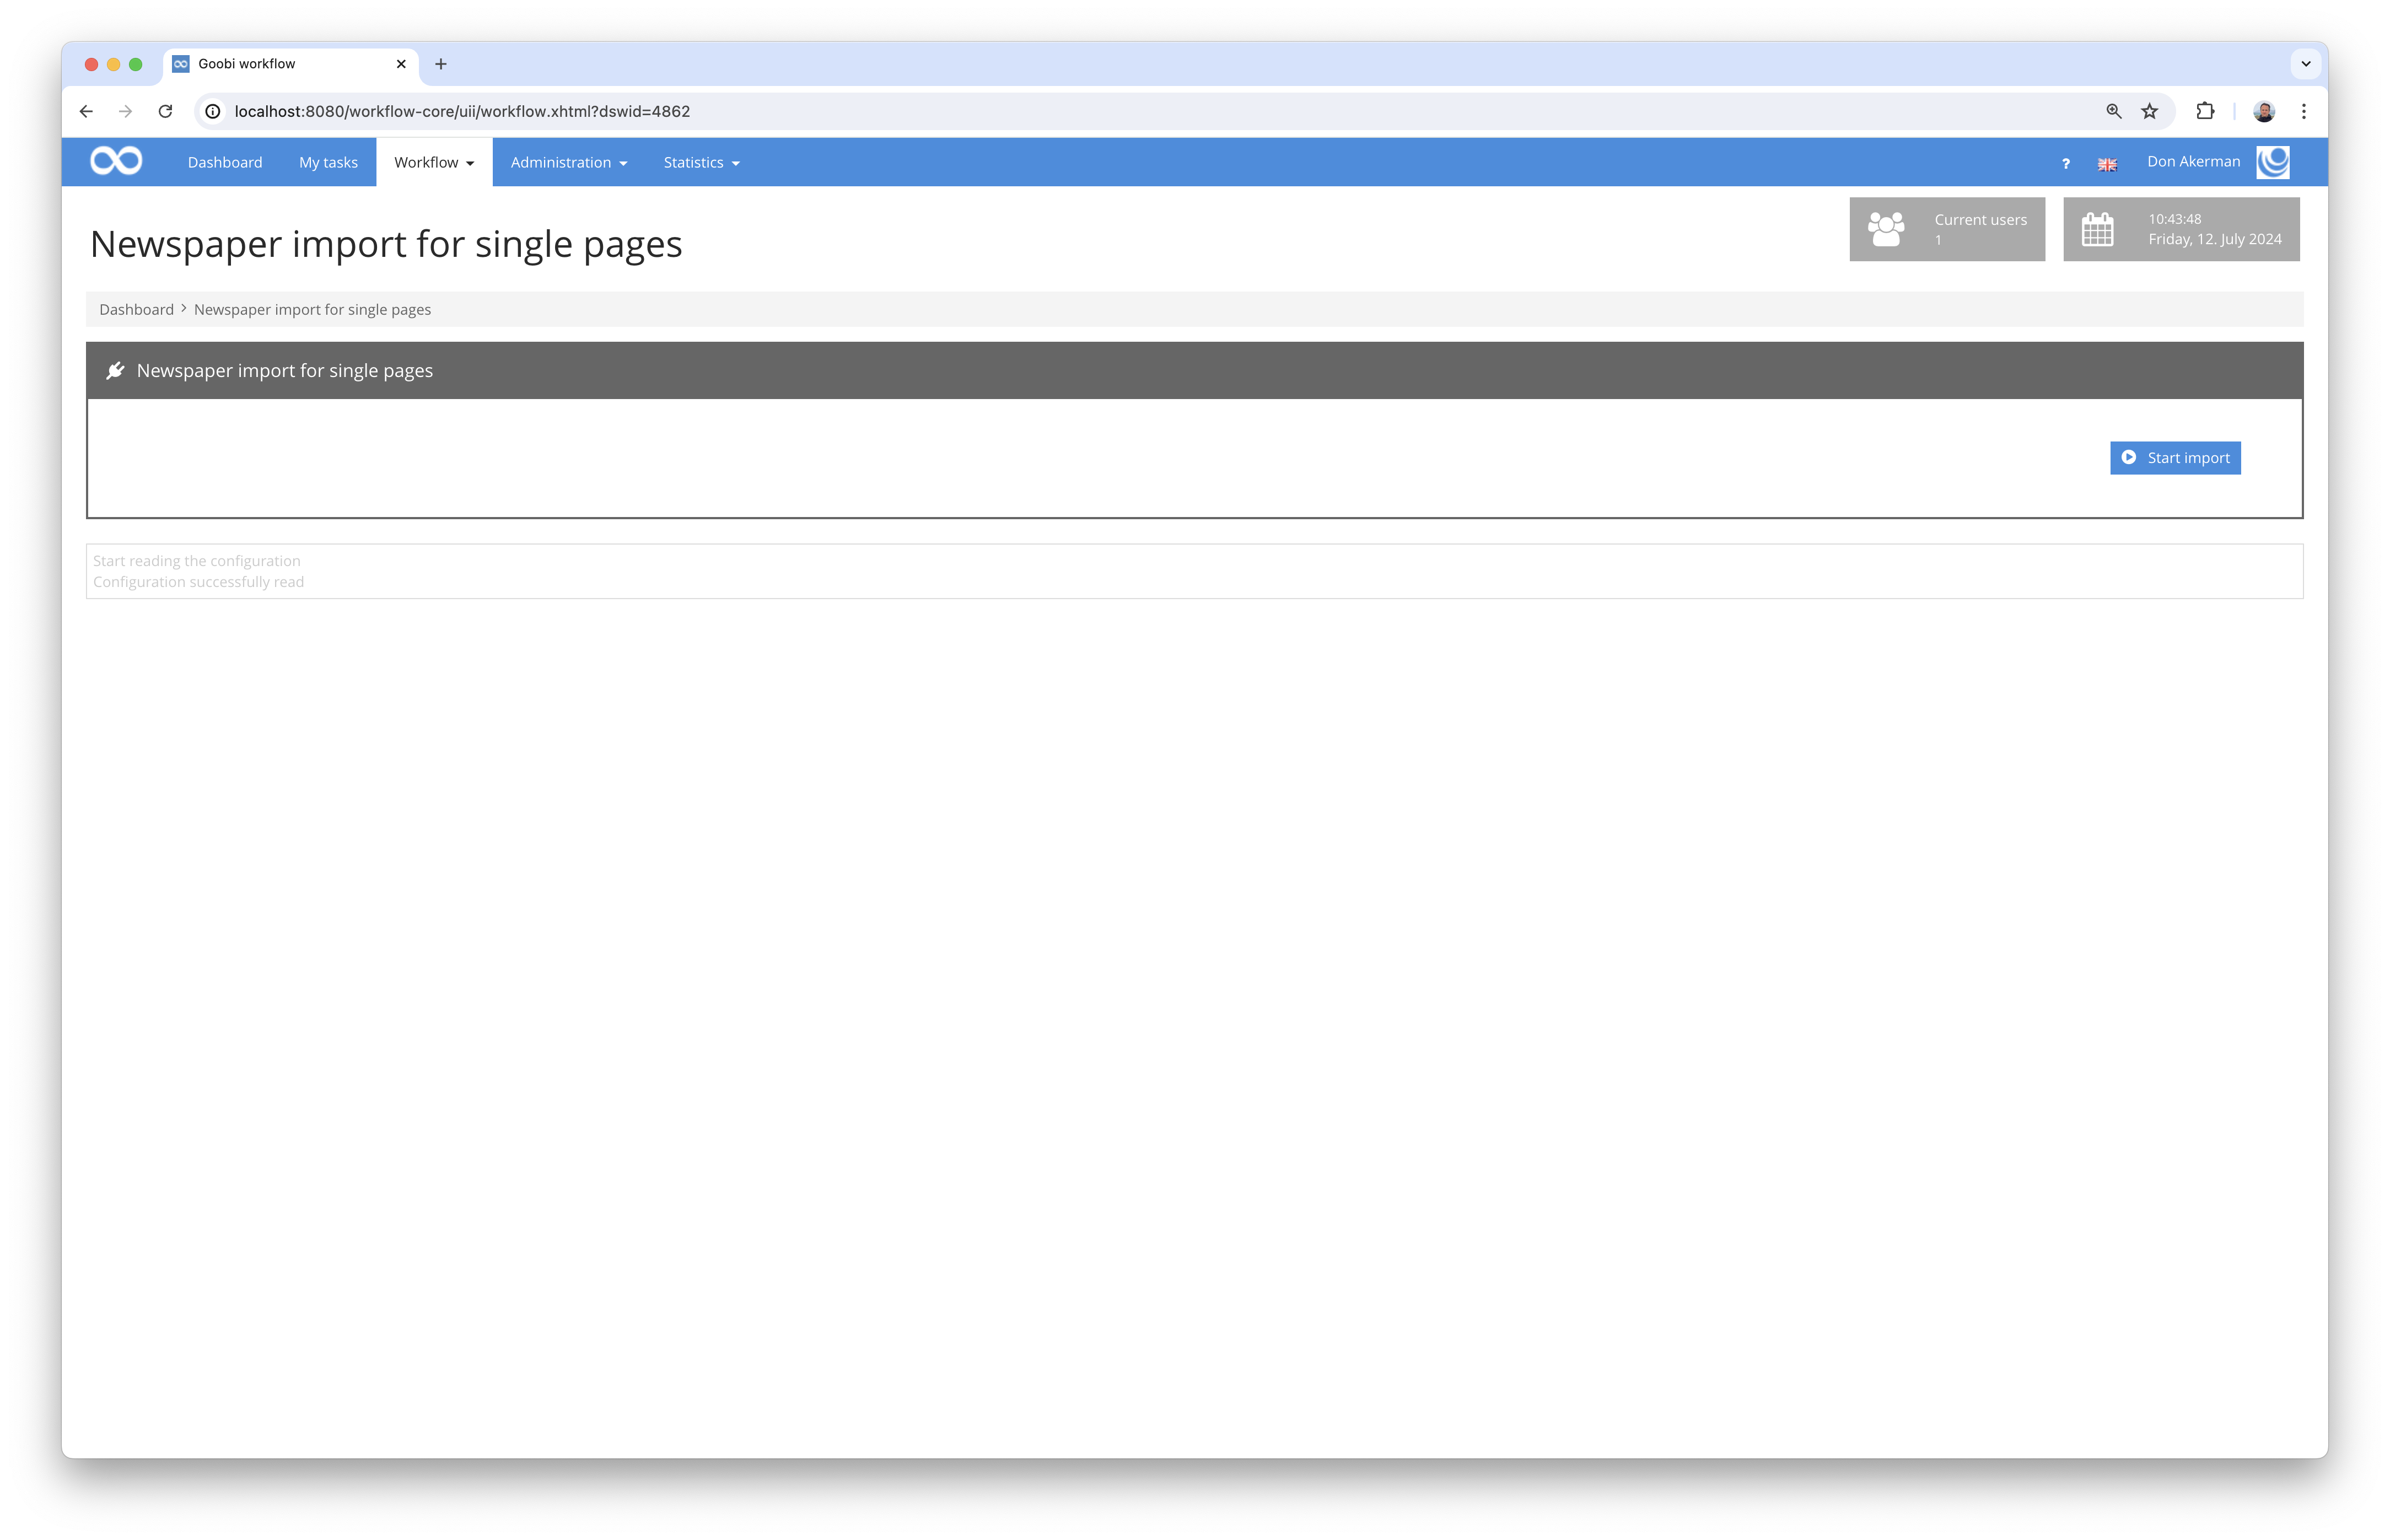 Goobi workflow
localhost:8080/workflow-core/uii/workflow.xhtml?dswid=4862
Dashboard My tasks Workflow Administration Statistics ? Don Akerman
Newspaper import for single pages
Current users
1
10:43:48
Friday, 12. July 2024
Dashboard > Newspaper import for single pages
Newspaper import for single pages
Start import
Start reading the configuration
Configuration successfully read